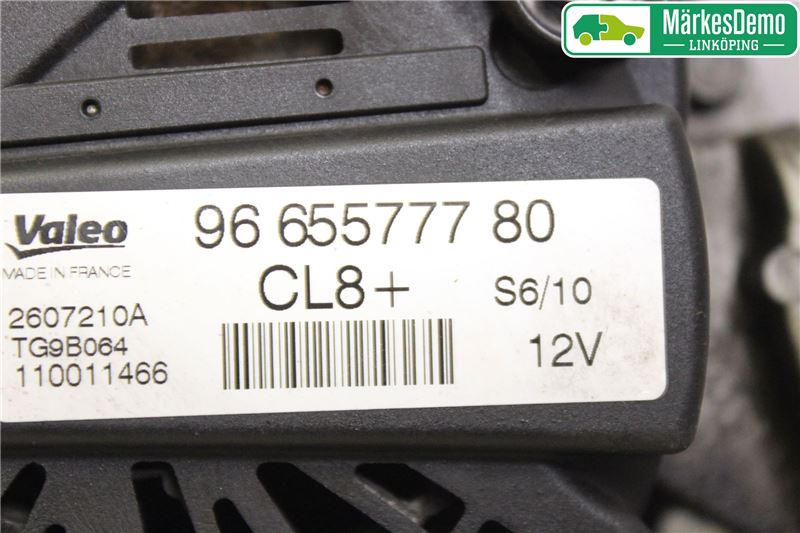 MärkesDemo
LINKÖPING
Valeo
MADE IN FRANCE
96 655777 80
CL8+
S6/10
2607210A
TG9B064
110011466
12V